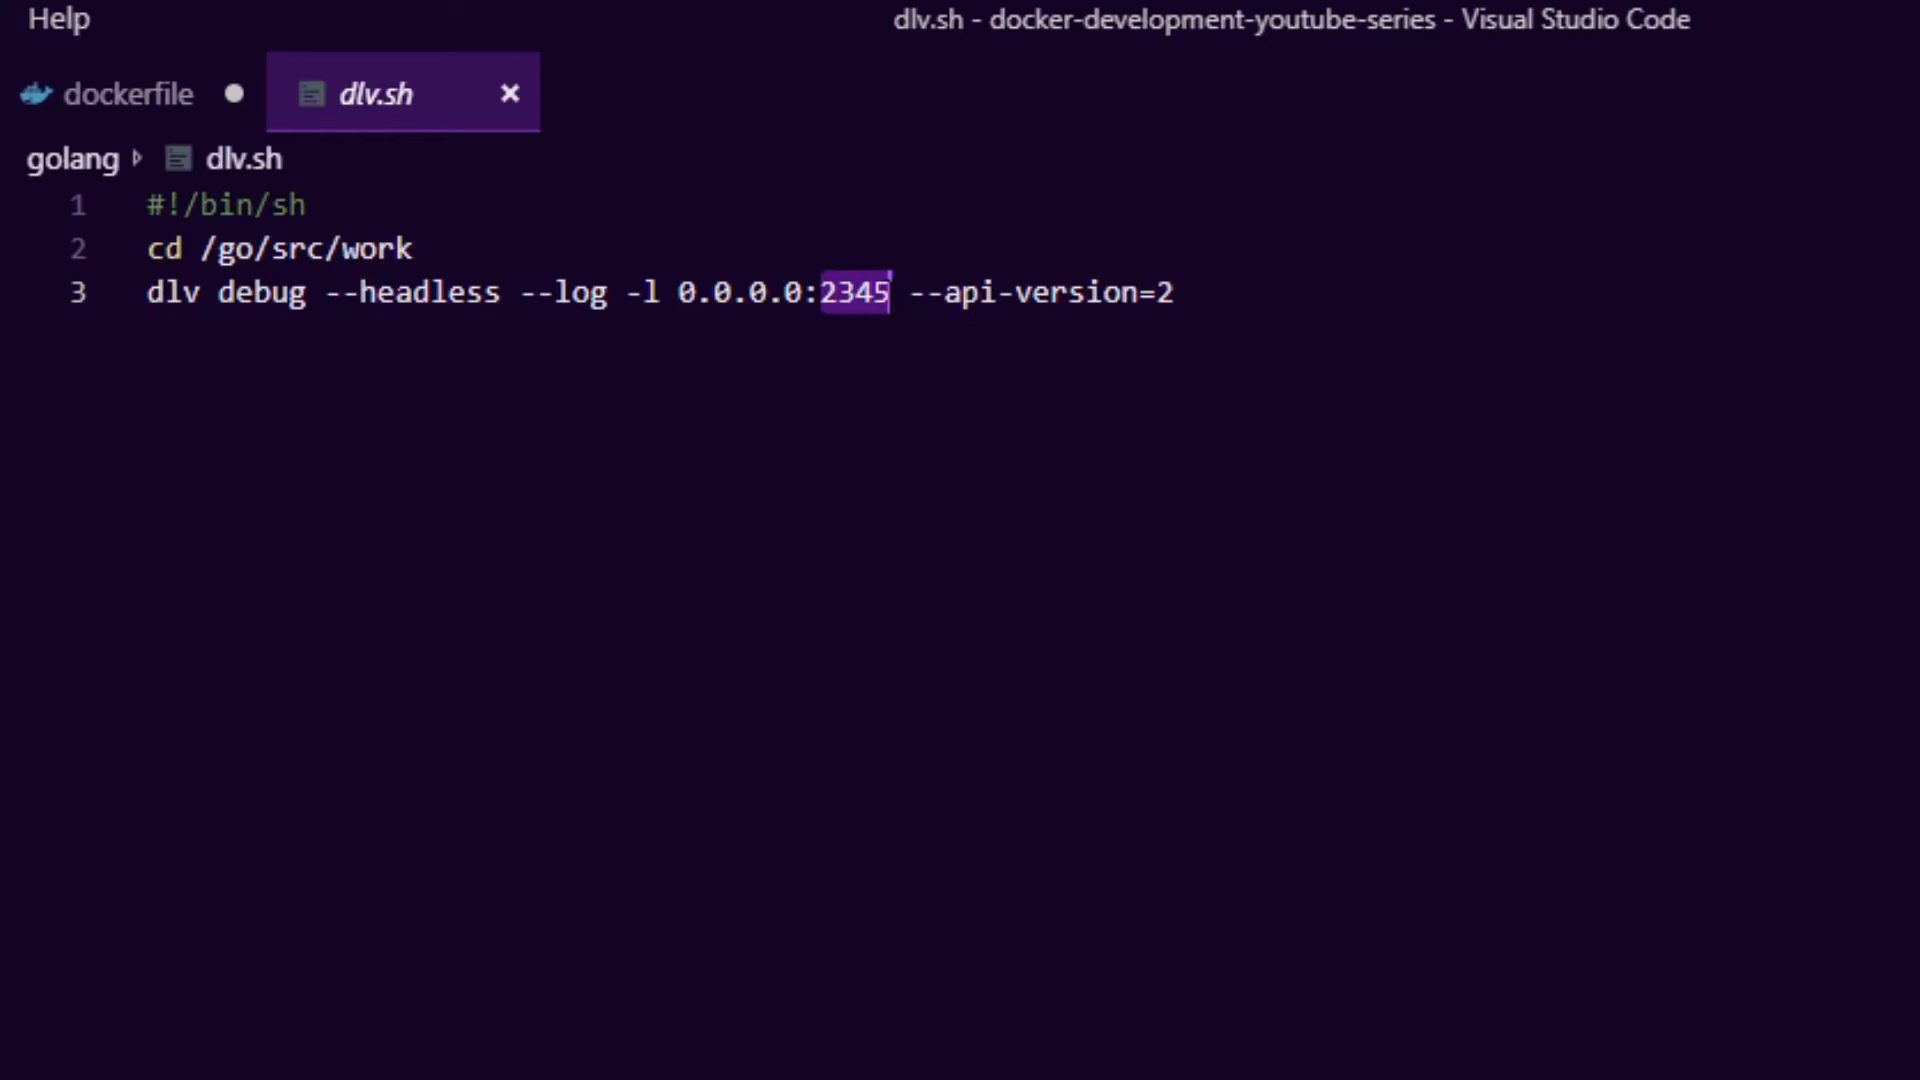 Help
dlv.sh - docker-development-youtube-series - Visual Studio Code
dockerfile
dlv.sh
golang
dlv.sh
1 #!/bin/sh
2 cd /go/src/work
3 dlv debug --headless --log -l 0.0.0.0:2345 --api-version=2